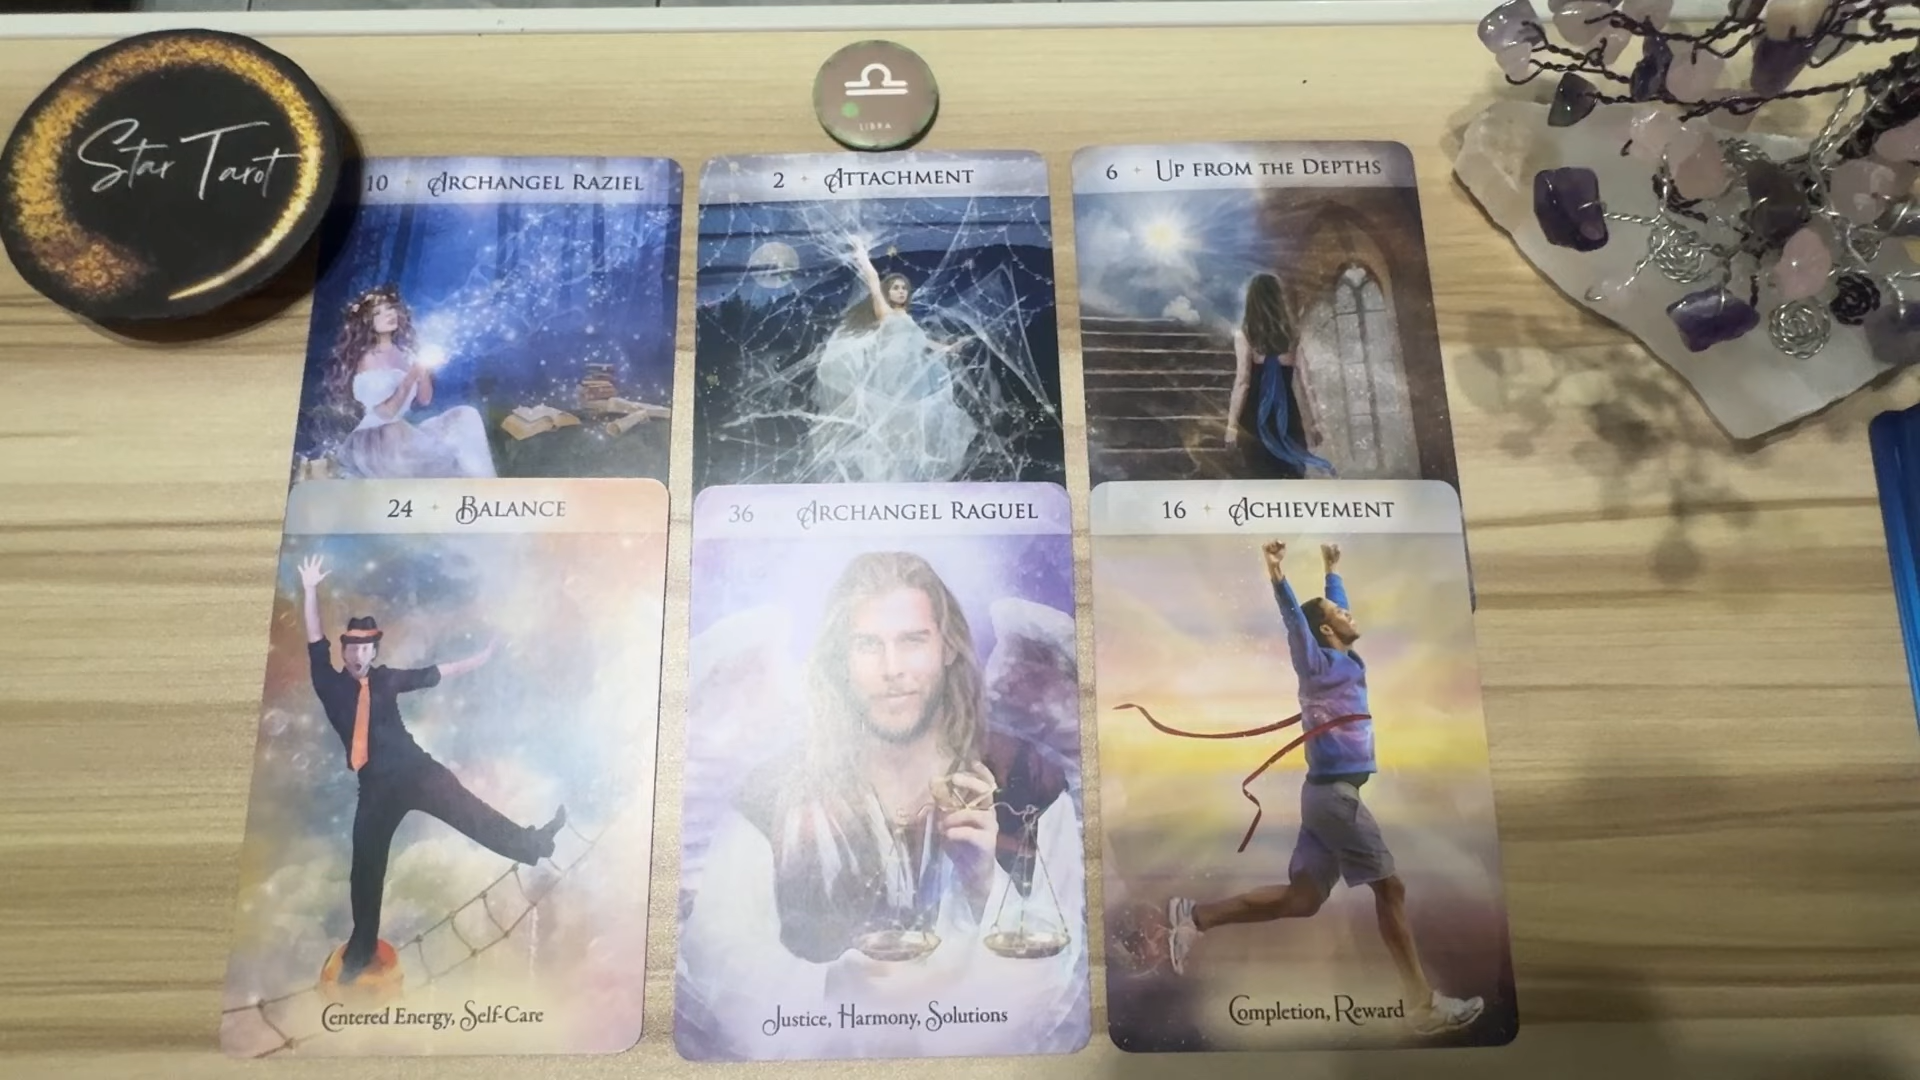 Star Tarot
LIBRA
10 ✦ ARCHANGEL RAZIEL
2 ✦ ATTACHMENT
6 ✦ UP FROM THE DEPTHS
24 ✦ BALANCE
Centered Energy, Self-Care
36 ARCHANGEL RAGUEL
Justice, Harmony, Solutions
16 ✦ ACHIEVEMENT
Completion, Reward